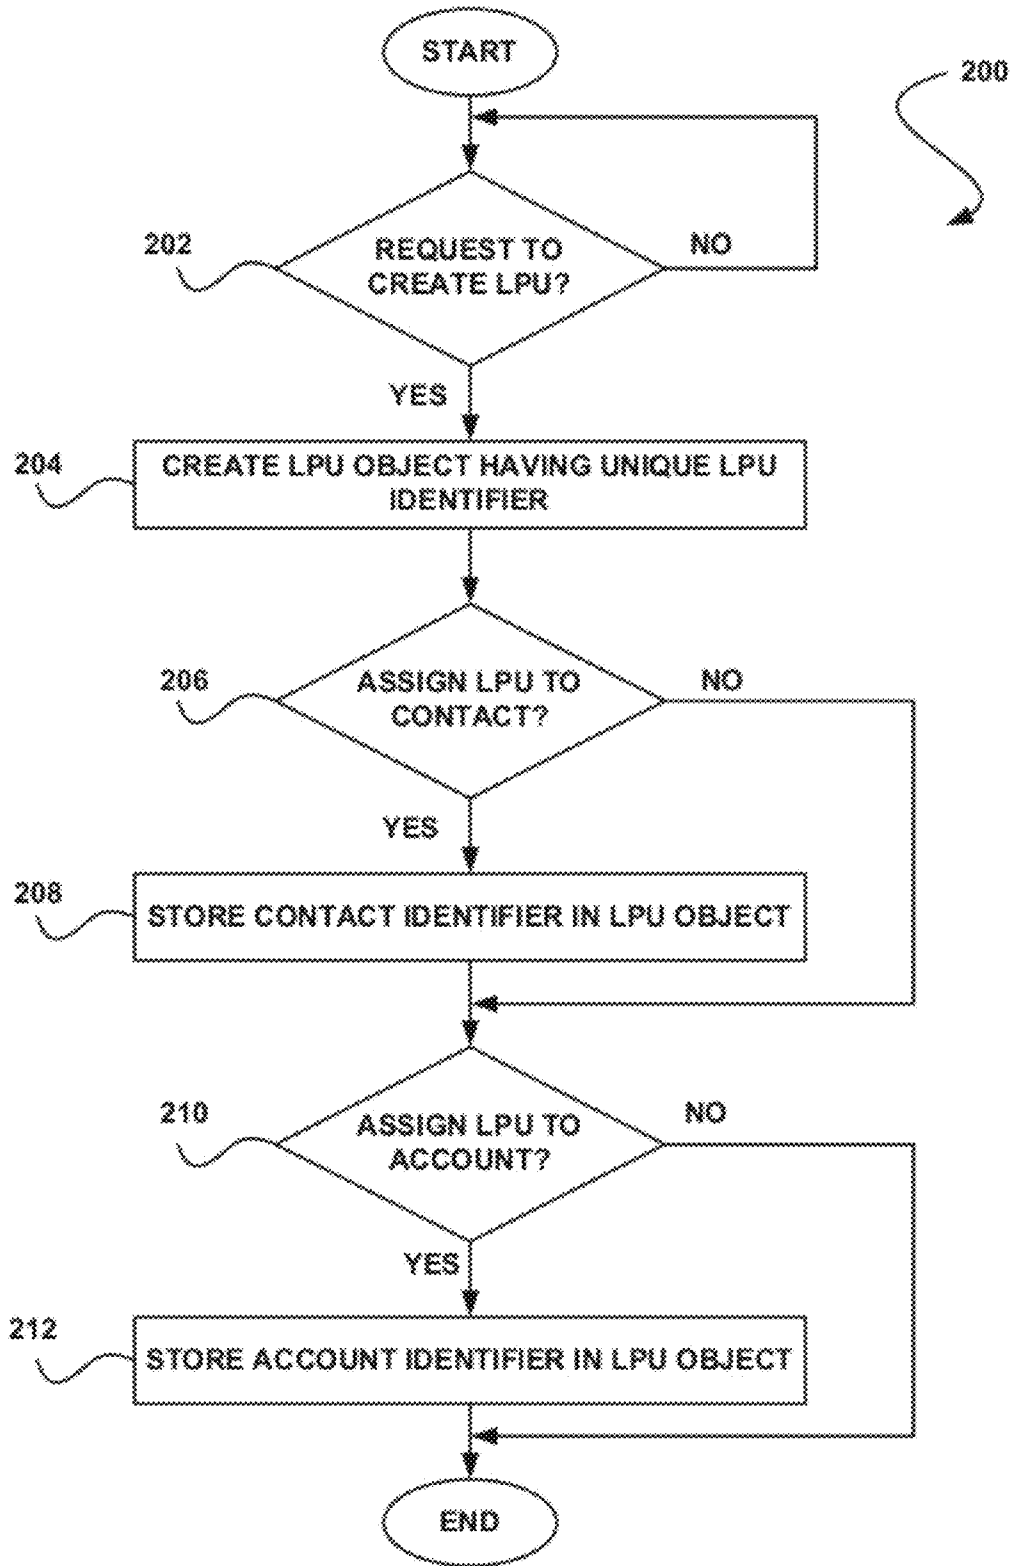 START
200
202
REQUEST TO
CREATE LPU?
NO
YES
204
CREATE LPU OBJECT HAVING UNIQUE LPU
IDENTIFIER
206
ASSIGN LPU TO
CONTACT?
NO
YES
208
STORE CONTACT IDENTIFIER IN LPU OBJECT
210
ASSIGN LPU TO
ACCOUNT?
NO
YES
212
STORE ACCOUNT IDENTIFIER IN LPU OBJECT
END